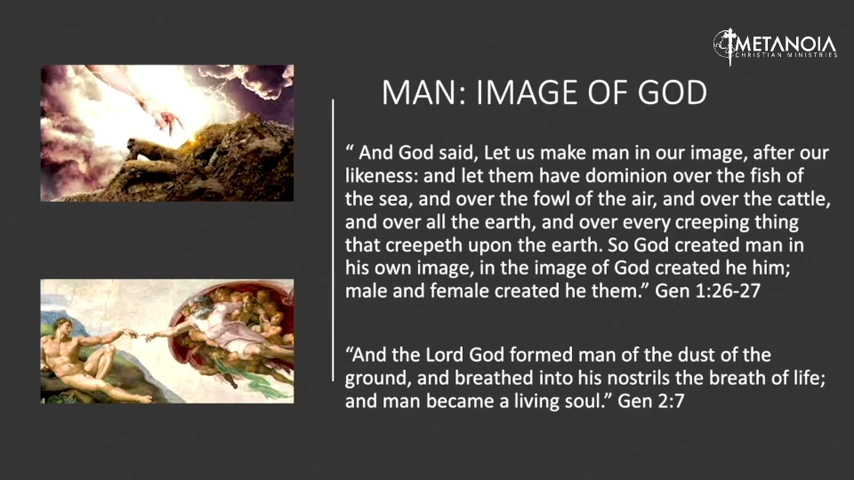 METANOIA
CHRISTIAN MINISTRIES
MAN: IMAGE OF GOD
“ And God said, Let us make man in our image, after our
likeness: and let them have dominion over the fish of
the sea, and over the fowl of the air, and over the cattle,
and over all the earth, and over every creeping thing
that creepeth upon the earth. So God created man in
his own image, in the image of God created he him;
male and female created he them.” Gen 1:26-27
“And the Lord God formed man of the dust of the
ground, and breathed into his nostrils the breath of life;
and man became a living soul.” Gen 2:7